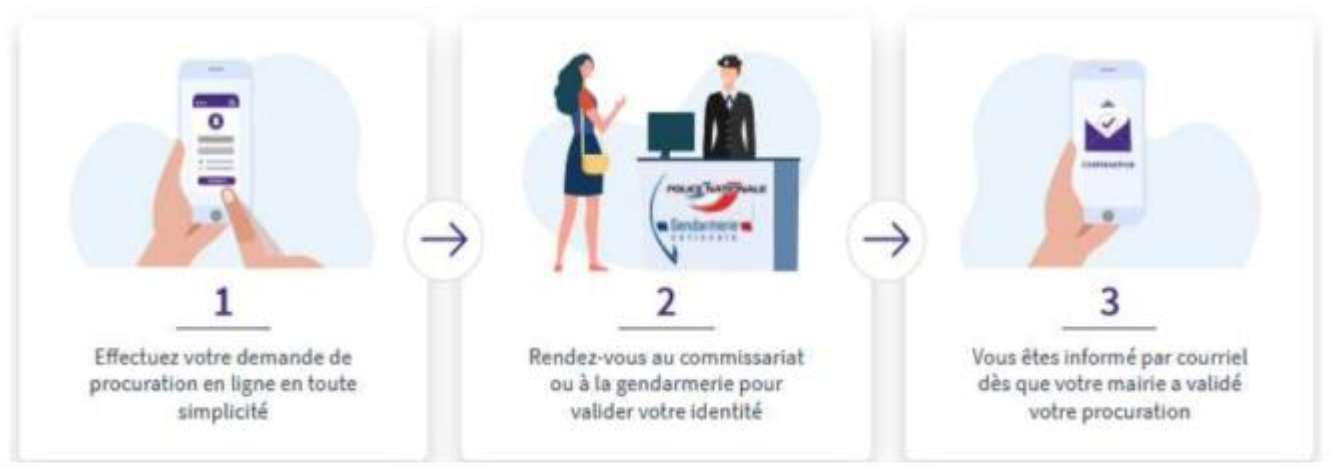 1
Effectuez votre demande de
procuration en ligne en toute
simplicité
POLICE NATIONALE
Gendarmerie
nationale
2
Rendez-vous au commissariat
ou à la gendarmerie pour
valider votre identité
3
Vous êtes informé par courriel
dès que votre mairie a validé
votre procuration